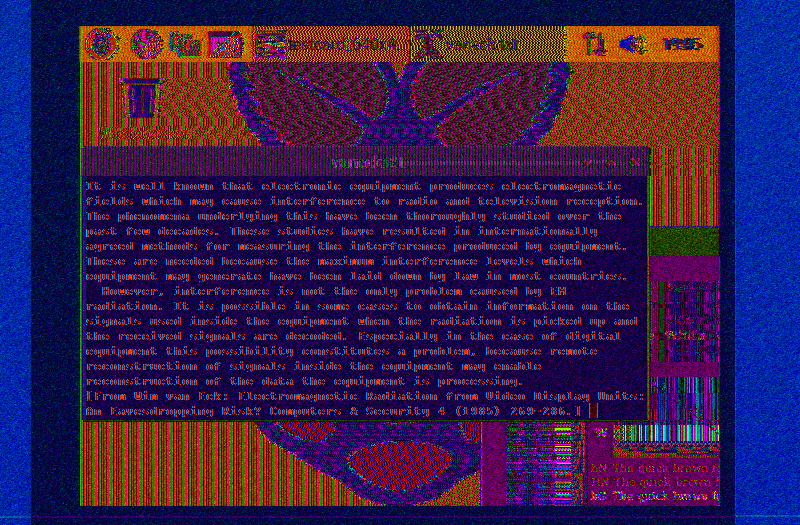 It is well known that electronic equipment produces electromagnetic
fields which may cause interference to radio and television reception.
The phenomena underlying this have been thoroughly studied over the
past few decades. These studies have resulted in internationally
agreed methods for measuring the interference produced by equipment.
These are needed because the maximum interference levels which
equipment may generate have been laid down by law in most countries.
However, interference is not the only problem caused by EM
radiation. It is possible in some cases to obtain information on the
signals used inside the equipment when the radiation is picked up and
the received signals are decoded. Especially in the case of digital
equipment this possibility constitutes a problem, because remote
reconstruction of signals inside the equipment may enable
reconstruction of the data the equipment is processing.
[From Wim van Eck: Electromagnetic Radiation from Video Display Units:
An Eavesdropping Risk? Computers & Security 4 (1985) 269-286.]
The quick brown f
The quick brown f
The quick brown f